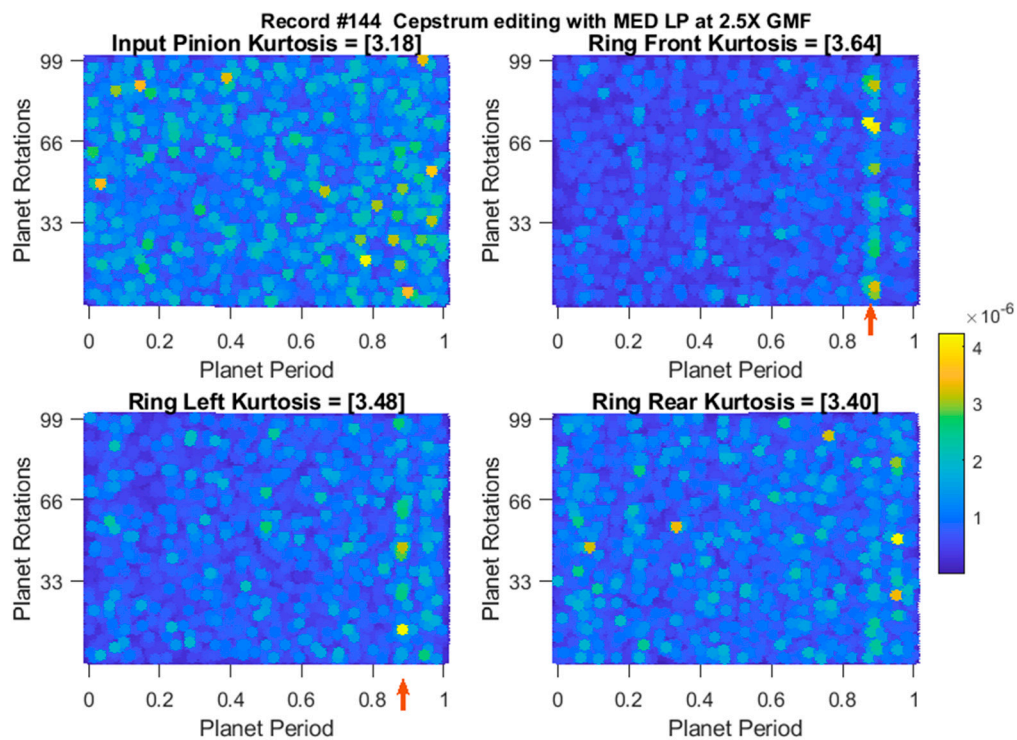 Record #144  Cepstrum editing with MED LP at 2.5X GMF
Input Pinion Kurtosis = [3.18]
Ring Front Kurtosis = [3.64]
99
66
33
Planet Rotations
0 0.2 0.4 0.6 0.8 1
Planet Period
99
66
33
Planet Rotations
0 0.2 0.4 0.6 0.8 1
Planet Period
×10-6
4
3
2
1
Ring Left Kurtosis = [3.48]
Ring Rear Kurtosis = [3.40]
99
66
33
Planet Rotations
0 0.2 0.4 0.6 0.8 1
Planet Period
99
66
33
Planet Rotations
0 0.2 0.4 0.6 0.8 1
Planet Period